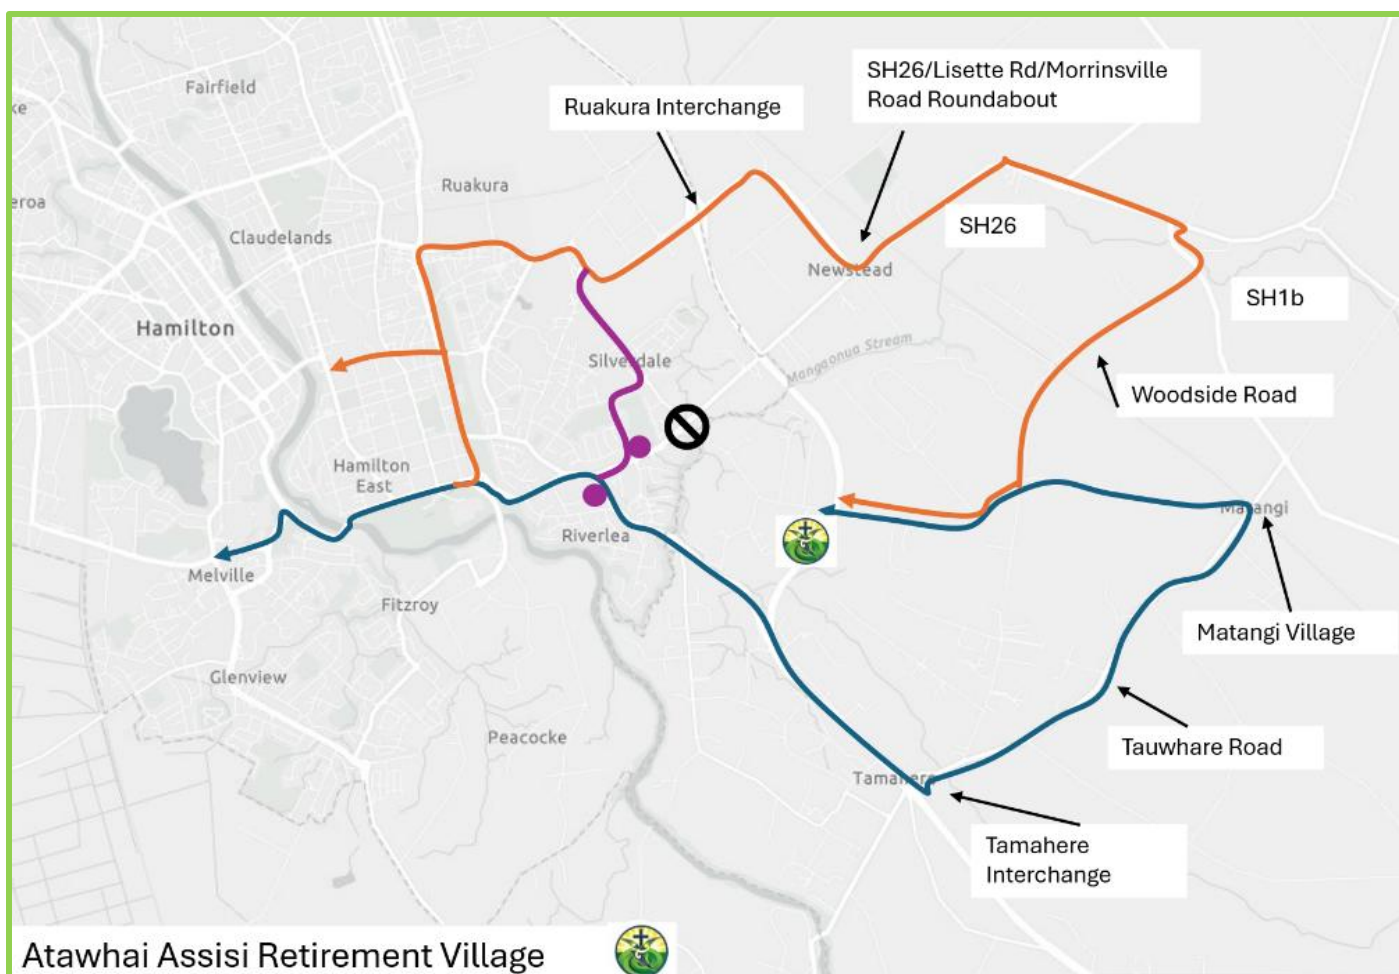 SH26/Lisette Rd/Morrinsville
Road Roundabout
Fairfield
Ruakura Interchange
ke
Ruakura
eroa
Claudelands
SH26
Newstead
SH1b
Hamilton
Mangaonua Stream
Silverdale
Woodside Road
Hamilton
East
Matangi
Riverlea
Melville
Fitzroy
Matangi Village
Glenview
Peacocke
Tauwhare Road
Tamahere
Tamahere
Interchange
Atawhai Assisi Retirement Village